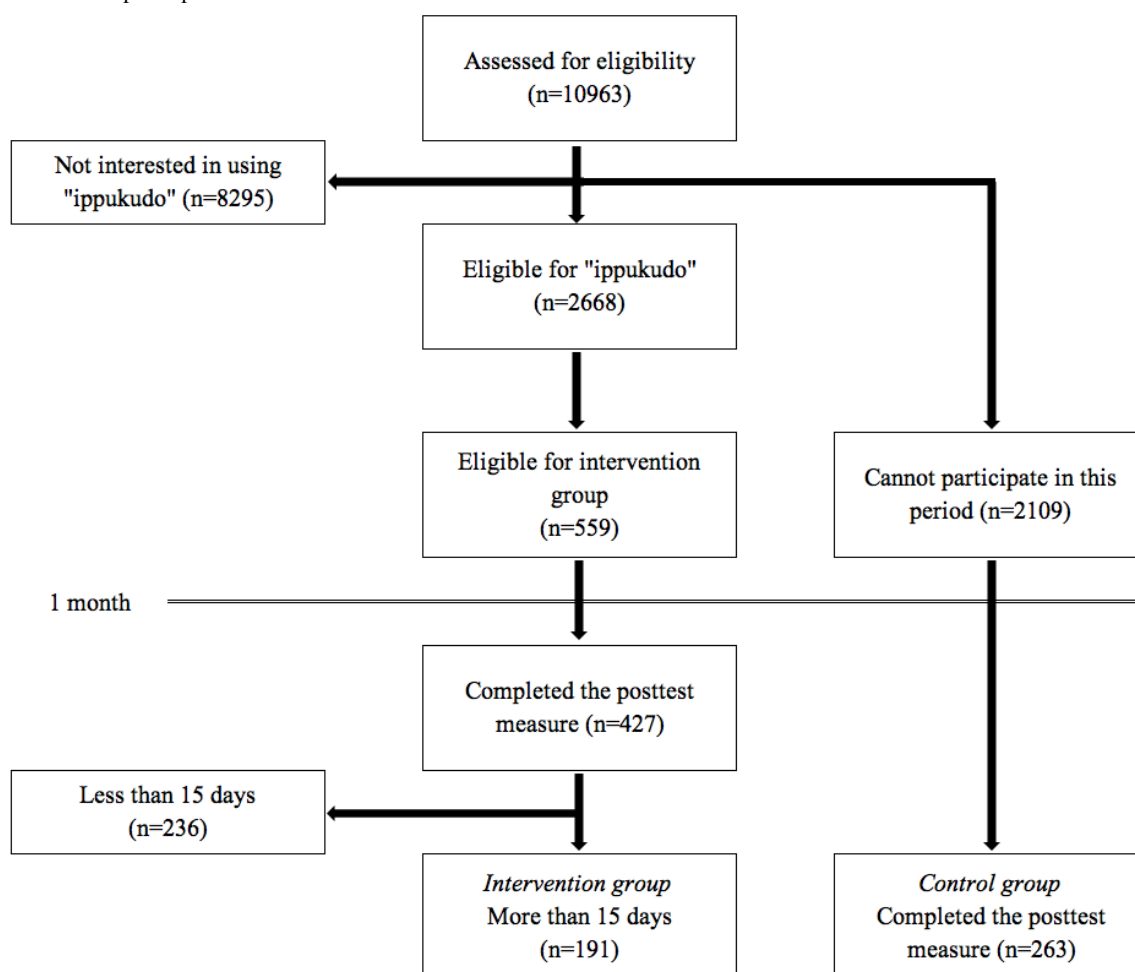 Assessed for eligibility
(n=10963)
Not interested in using
"ippukudo" (n=8295)
Eligible for "ippukudo"
(n=2668)
Eligible for intervention
group
(n=559)
Cannot participate in this
period (n=2109)
1 month
Completed the posttest
measure (n=427)
Less than 15 days
(n=236)
Intervention group
More than 15 days
(n=191)
Control group
Completed the posttest
measure (n=263)